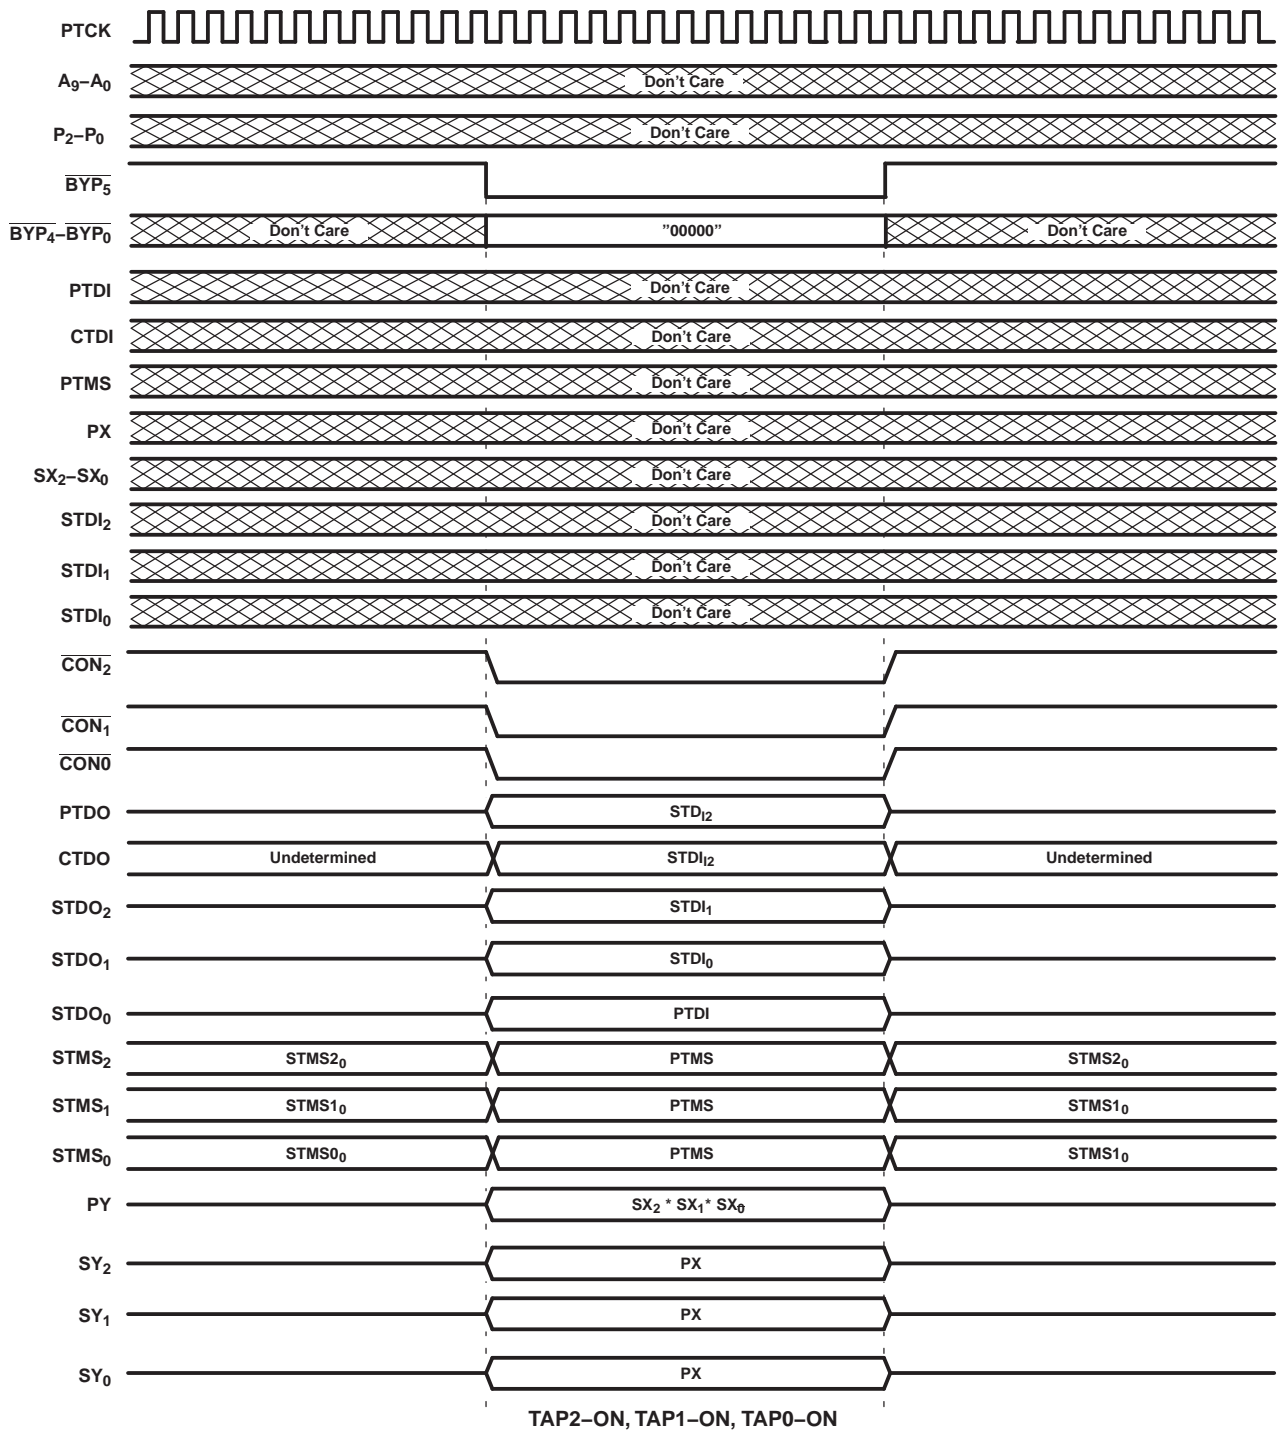 PTCK
A9–A0 Don't Care
P2–P0 Don't Care
BYP5
BYP4–BYP0 Don't Care ”00000” Don't Care
PTDI Don't Care
CTDI Don't Care
PTMS Don't Care
PX Don't Care
SX2–SX0 Don't Care
STDI2 Don't Care
STDI1 Don't Care
STDI0 Don't Care
CON2
CON1
CON0
PTDO STDI2
CTDO Undetermined STDII2 Undetermined
STDO2 STDI1
STDO1 STDI0
STDO0 PTDI
STMS2 STMS20 PTMS STMS20
STMS1 STMS10 PTMS STMS10
STMS0 STMS00 PTMS STMS10
PY SX2 * SX1* SX0
SY2 PX
SY1 PX
SY0 PX
TAP2–ON, TAP1–ON, TAP0–ON